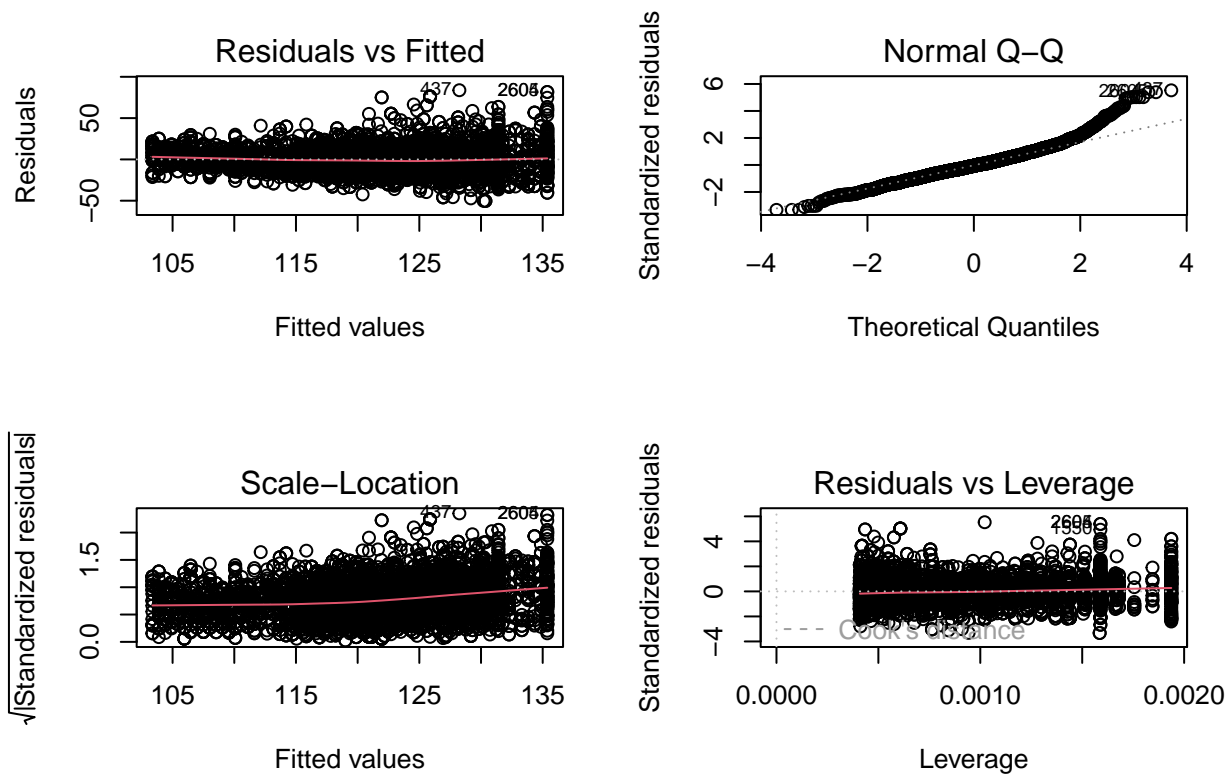 Residuals vs Fitted
Residuals
50
−50
437
105
115
125
135
Fitted values
Normal Q−Q
Standardized residuals
6
2
−2
−4
−2
0
2
4
Theoretical Quantiles
Scale−Location
√|Standardized residuals|
1.5
0.0
437
105
115
125
135
Fitted values
Residuals vs Leverage
Standardized residuals
4
0
−4
Cook's distance
0.0000
0.0010
0.0020
Leverage